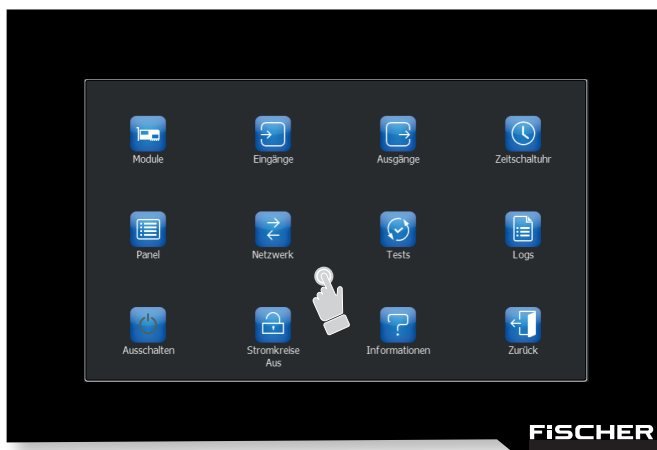 Module
Eingänge
Ausgänge
Zeitschaltuhr
Panel
Netzwerk
Tests
Logs
Ausschalten
Stromkreise
Aus
Informationen
Zurück
FiSCHER